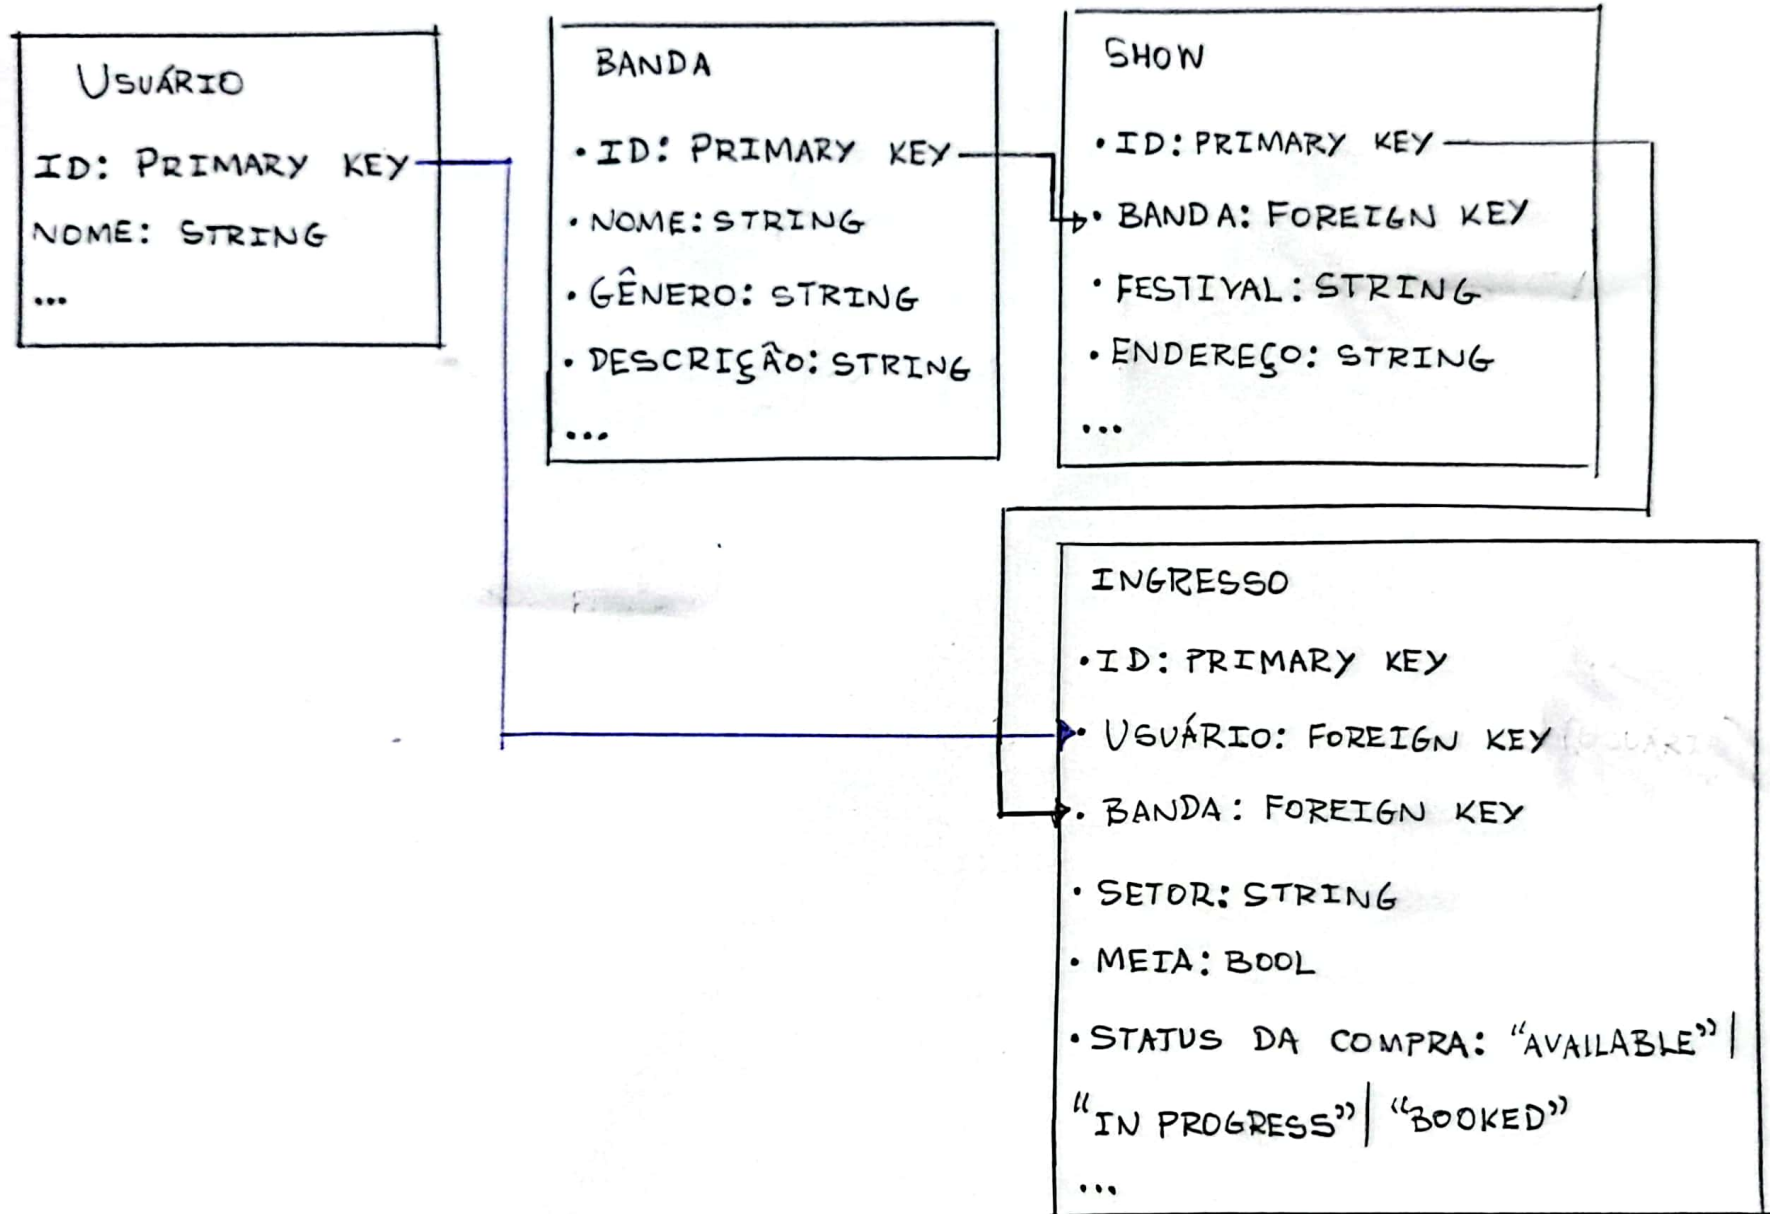 USUÁRIO
ID: PRIMARY KEY
NOME: STRING
...
BANDA
• ID: PRIMARY KEY
• NOME: STRING
• GÊNERO: STRING
• DESCRIÇÃO: STRING
...
SHOW
• ID: PRIMARY KEY
• BANDA: FOREIGN KEY
• FESTIVAL: STRING
• ENDEREÇO: STRING
...
INGRESSO
• ID: PRIMARY KEY
• USUÁRIO: FOREIGN KEY
• BANDA: FOREIGN KEY
• SETOR: STRING
• MEIA: BOOL
• STATUS DA COMPRA: “AVAILABLE” |
“IN PROGRESS” | “BOOKED”
...